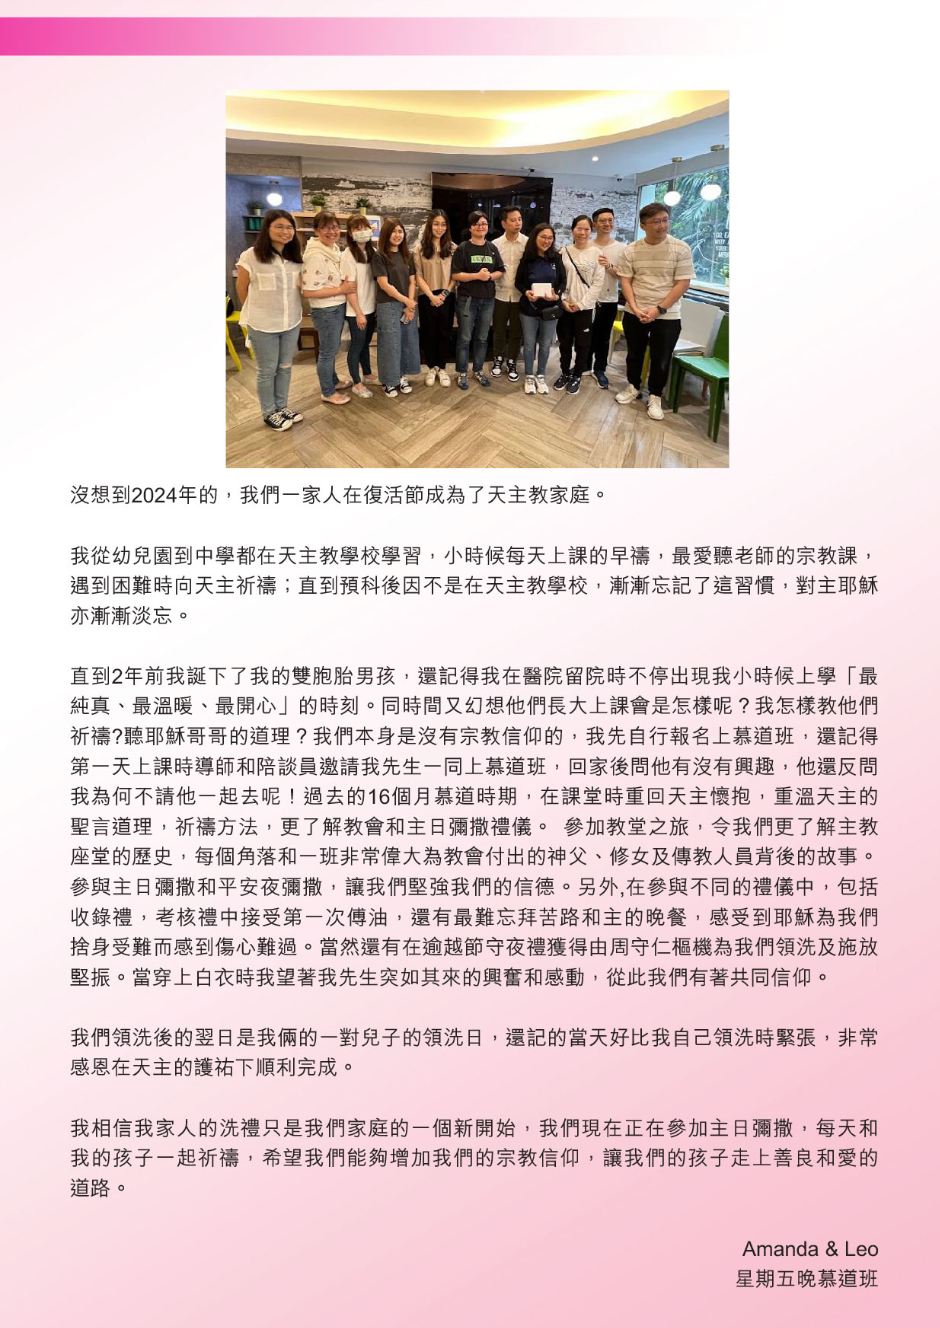 沒想到2024年的，我們一家人在復活節成為了天主教家庭。
我從幼兒園到中學都在天主教學校學習，小時候每天上課的早禱，最愛聽老師的宗教課，
遇到困難時向天主祈禱；直到預科後因不是在天主教學校，漸漸忘記了這習慣，對主耶穌
亦漸漸淡忘。
直到2年前我誕下了我的雙胞胎男孩，還記得我在醫院留院時不停出現我小時候上學「最
純真、最溫暖、最開心」的時刻。同時間又幻想他們長大上課會是怎樣呢？我怎樣教他們
祈禱?聽耶穌哥哥的道理？我們本身是沒有宗教信仰的，我先自行報名上慕道班，還記得
第一天上課時導師和陪談員邀請我先生一同上慕道班，回家後問他有沒有興趣，他還反問
我為何不請他一起去呢！過去的16個月慕道時期，在課堂時重回天主懷抱，重溫天主的
聖言道理，祈禱方法，更了解教會和主日彌撒禮儀。 參加教堂之旅，令我們更了解主教
座堂的歷史，每個角落和一班非常偉大為教會付出的神父、修女及傳教人員背後的故事。
參與主日彌撒和平安夜彌撒，讓我們堅強我們的信德。另外,在參與不同的禮儀中，包括
收錄禮，考核禮中接受第一次傅油，還有最難忘拜苦路和主的晚餐，感受到耶穌為我們
捨身受難而感到傷心難過。當然還有在逾越節守夜禮獲得由周守仁樞機為我們領洗及施放
堅振。當穿上白衣時我望著我先生突如其來的興奮和感動，從此我們有著共同信仰。
我們領洗後的翌日是我倆的一對兒子的領洗日，還記的當天好比我自己領洗時緊張，非常
感恩在天主的護祐下順利完成。
我相信我家人的洗禮只是我們家庭的一個新開始，我們現在正在參加主日彌撒，每天和
我的孩子一起祈禱，希望我們能夠增加我們的宗教信仰，讓我們的孩子走上善良和愛的
道路。
Amanda & Leo
星期五晚慕道班